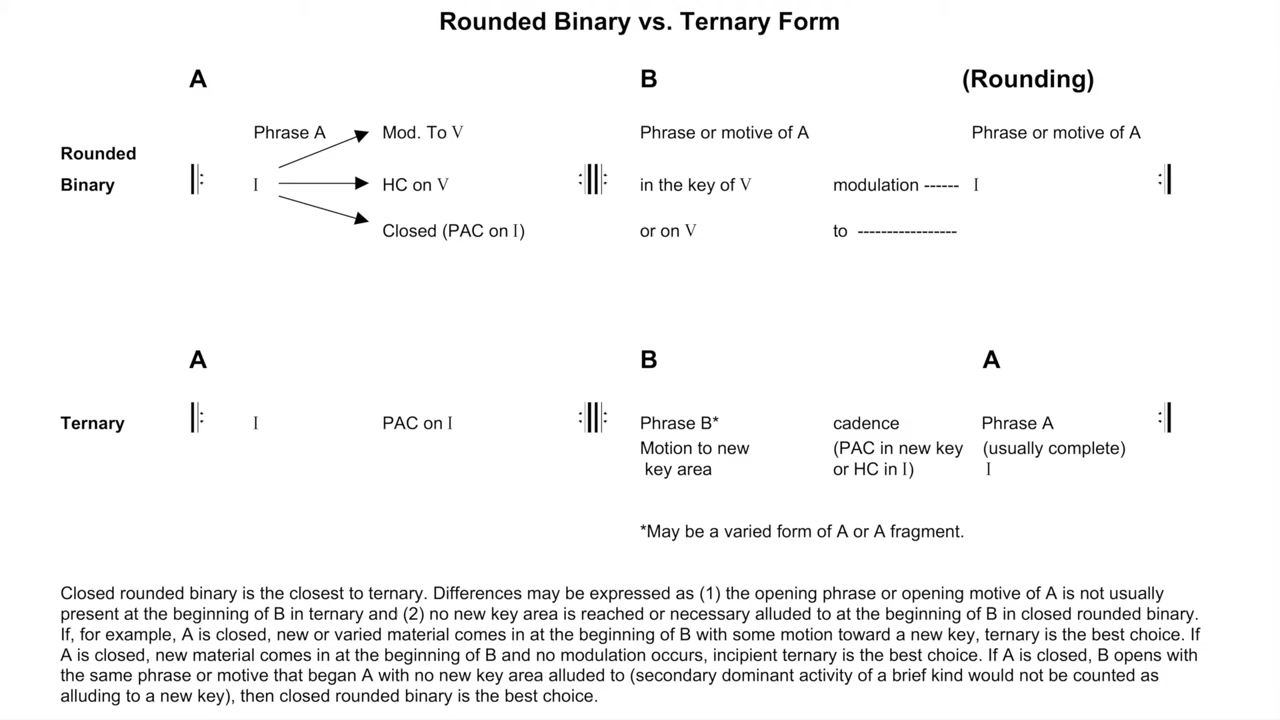 Rounded Binary vs. Ternary Form
A B (Rounding)
Phrase A Mod. To V Phrase or motive of A Phrase or motive of A
Rounded
Binary I HC on V in the key of V modulation ------ I
Closed (PAC on I) or on V to -----------------
A B A
Ternary I PAC on I Phrase B* cadence Phrase A
Motion to new (PAC in new key (usually complete)
key area or HC in I) I
*May be a varied form of A or A fragment.
Closed rounded binary is the closest to ternary. Differences may be expressed as (1) the opening phrase or opening motive of A is not usually
present at the beginning of B in ternary and (2) no new key area is reached or necessary alluded to at the beginning of B in closed rounded binary.
If, for example, A is closed, new or varied material comes in at the beginning of B with some motion toward a new key, ternary is the best choice. If
A is closed, new material comes in at the beginning of B and no modulation occurs, incipient ternary is the best choice. If A is closed, B opens with
the same phrase or motive that began A with no new key area alluded to (secondary dominant activity of a brief kind would not be counted as
alluding to a new key), then closed rounded binary is the best choice.